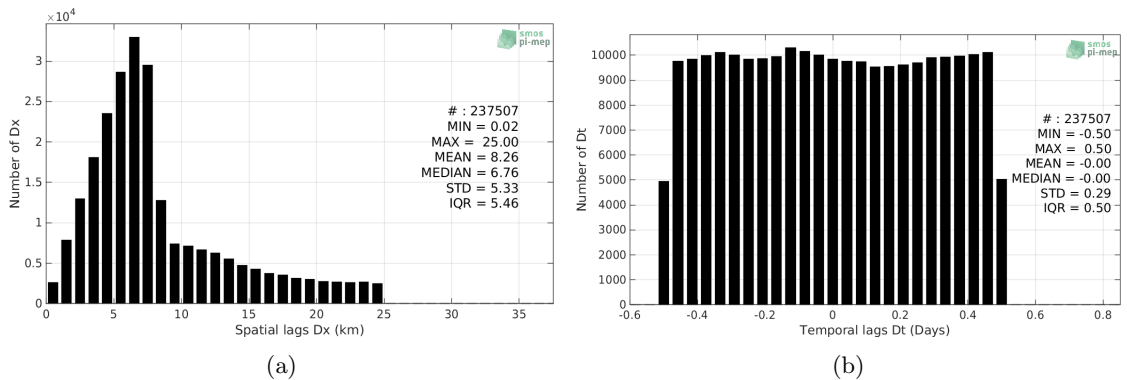 ×10⁴
3
2.5
2
1.5
1
0.5
0
0 5 10 15 20 25 30 35
Number of Dx
Spatial lags Dx (km)
smos
pi-mep
# : 237507
MIN = 0.02
MAX = 25.00
MEAN = 8.26
MEDIAN = 6.76
STD = 5.33
IQR = 5.46
(a)
10000
9000
8000
7000
6000
5000
4000
3000
2000
1000
0
-0.6 -0.4 -0.2 0 0.2 0.4 0.6 0.8
Number of Dt
Temporal lags Dt (Days)
smos
pi-mep
# : 237507
MIN = -0.50
MAX = 0.50
MEAN = -0.00
MEDIAN = -0.00
STD = 0.29
IQR = 0.50
(b)